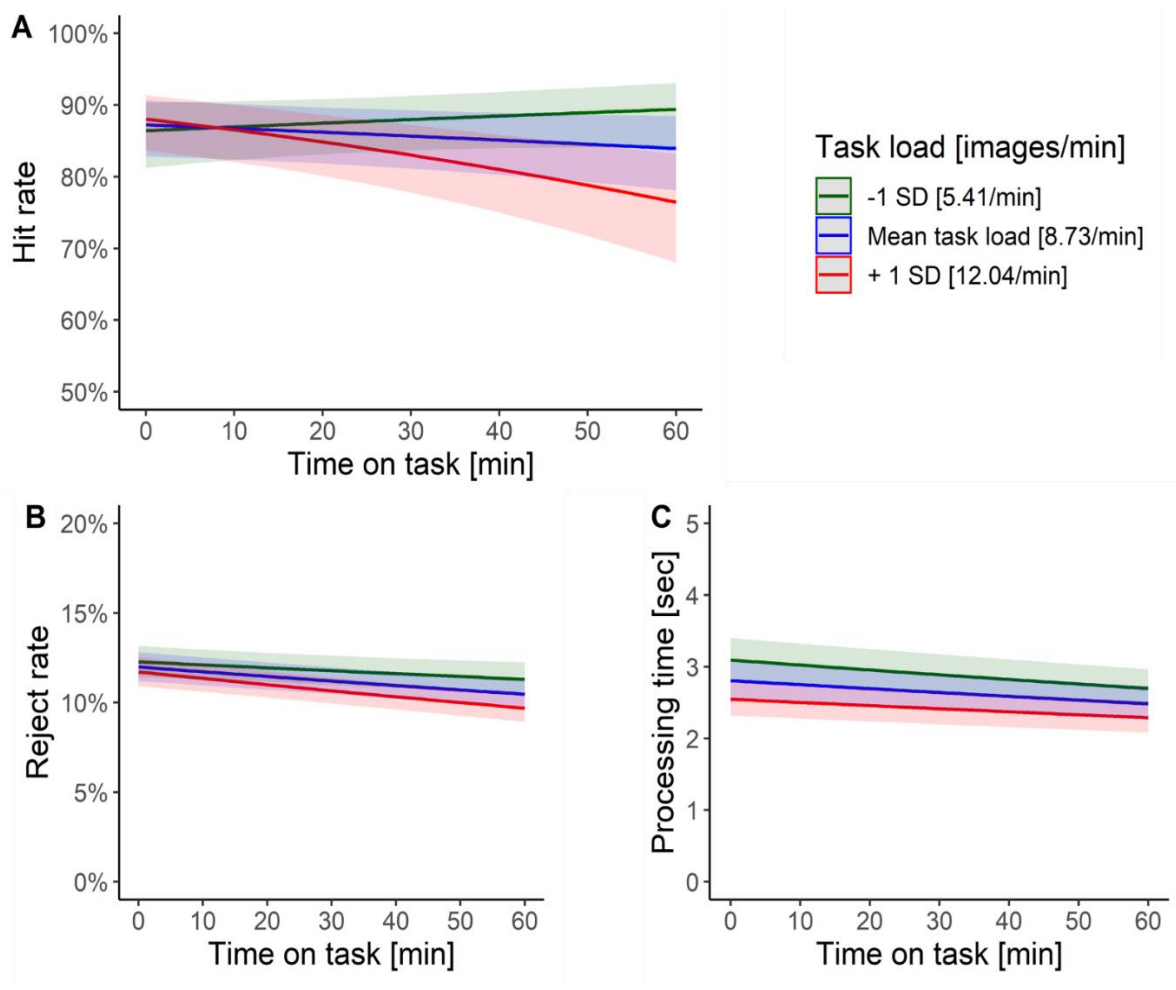 A
100%
90%
80%
70%
60%
50%
Hit rate
0 10 20 30 40 50 60
Time on task [min]
Task load [images/min]
-1 SD [5.41/min]
Mean task load [8.73/min]
+ 1 SD [12.04/min]
B
20%
15%
10%
5%
0%
Reject rate
0 10 20 30 40 50 60
Time on task [min]
C
5
4
3
2
1
0
Processing time [sec]
0 10 20 30 40 50 60
Time on task [min]